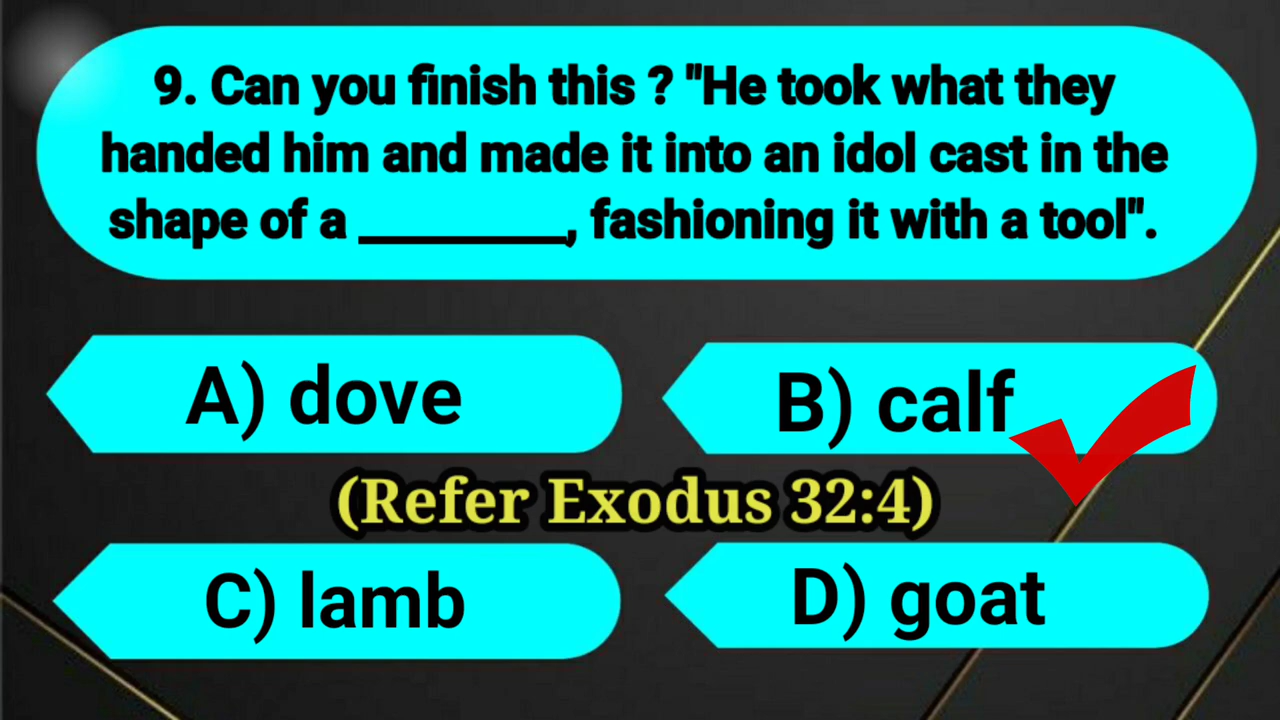 9. Can you finish this ? "He took what they
handed him and made it into an idol cast in the
shape of a ________, fashioning it with a tool".
A) dove
B) calf
(Refer Exodus 32:4)
C) lamb
D) goat